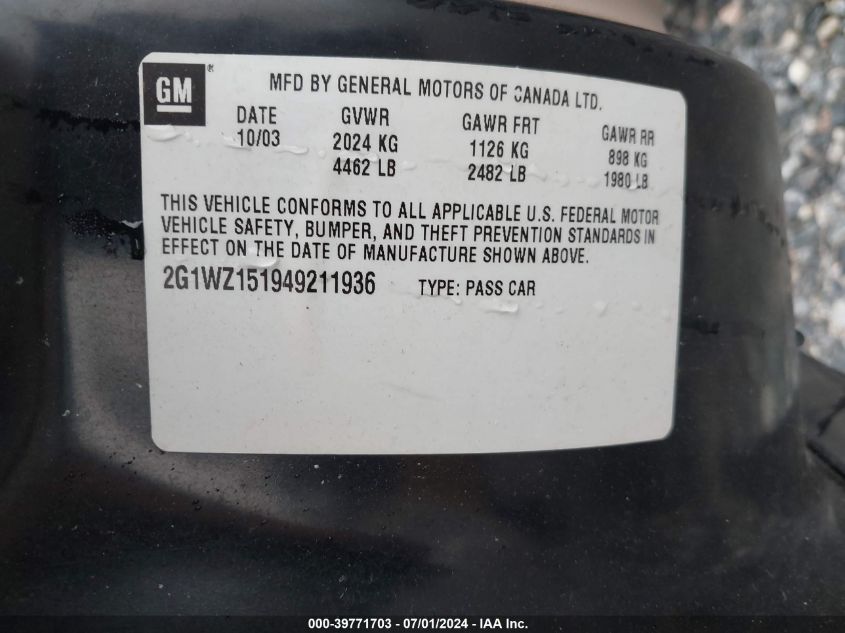 GM®
MFD BY GENERAL MOTORS OF CANADA LTD.
DATE GVWR GAWR FRT GAWR RR
10/03 2024 KG 1126 KG 898 KG
4462 LB 2482 LB 1980 LB
THIS VEHICLE CONFORMS TO ALL APPLICABLE U.S. FEDERAL MOTOR
VEHICLE SAFETY, BUMPER, AND THEFT PREVENTION STANDARDS IN
EFFECT ON THE DATE OF MANUFACTURE SHOWN ABOVE.
2G1WZ151949211936 TYPE: PASS CAR
000-39771703 - 07/01/2024 - IAA Inc.